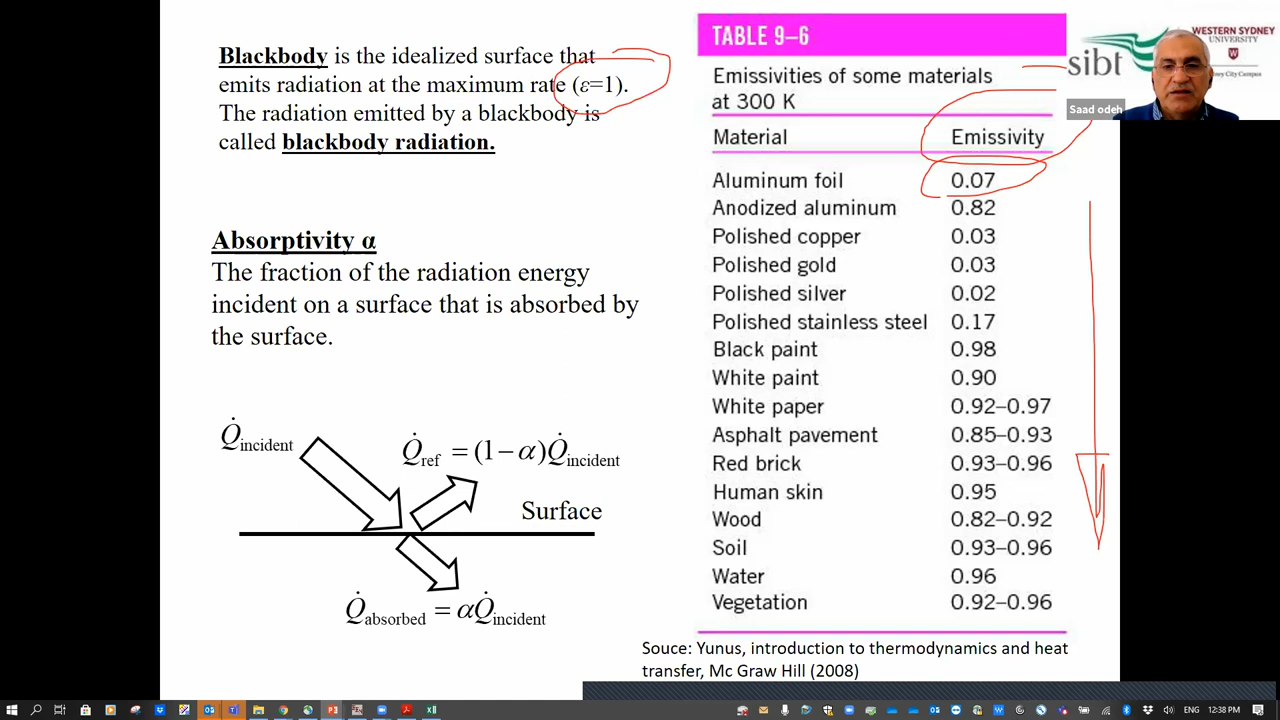 Blackbody is the idealized surface that
emits radiation at the maximum rate (ε=1).
The radiation emitted by a blackbody is
called blackbody radiation.
Absorptivity α
The fraction of the radiation energy
incident on a surface that is absorbed by
the surface.
Q̇incident
Q̇ref = (1−α)Q̇incident
Surface
Q̇absorbed = αQ̇incident
TABLE 9–6
Emissivities of some materials
at 300 K
Material Emissivity
Aluminum foil 0.07
Anodized aluminum 0.82
Polished copper 0.03
Polished gold 0.03
Polished silver 0.02
Polished stainless steel 0.17
Black paint 0.98
White paint 0.90
White paper 0.92–0.97
Asphalt pavement 0.85–0.93
Red brick 0.93–0.96
Human skin 0.95
Wood 0.82–0.92
Soil 0.93–0.96
Water 0.96
Vegetation 0.92–0.96
Souce: Yunus, introduction to thermodynamics and heat
transfer, Mc Graw Hill (2008)
sibt
WESTERN SYDNEY
UNIVERSITY
W
City Campus
Saad odeh
ENG 12:38 PM